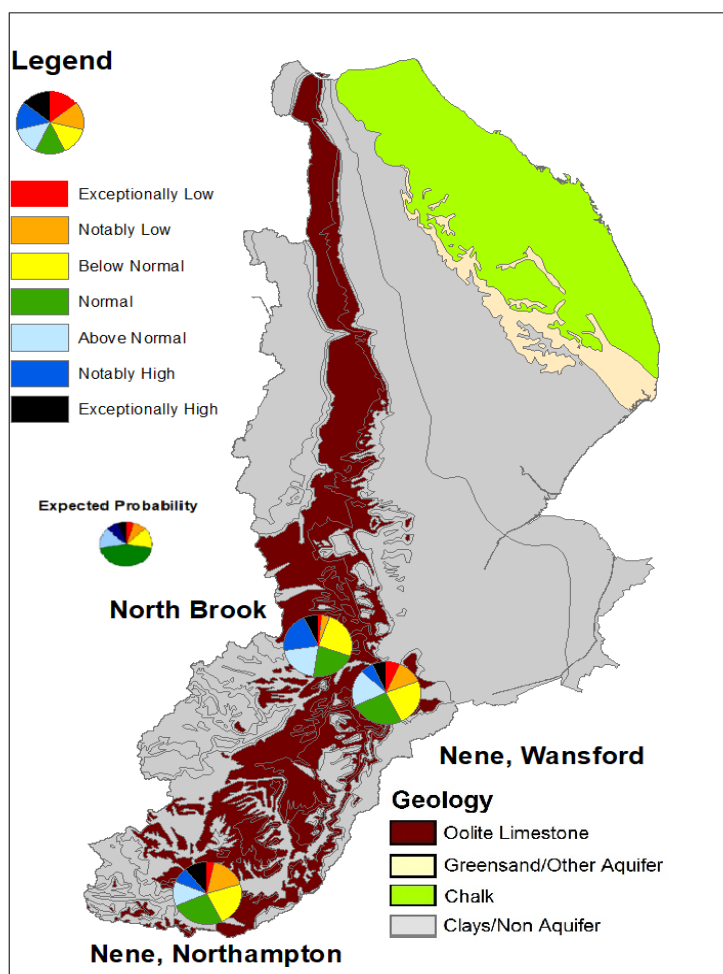 Legend
Exceptionally Low
Notably Low
Below Normal
Normal
Above Normal
Notably High
Exceptionally High
Expected Probability
North Brook
Nene, Wansford
Geology
Oolite Limestone
Greensand/Other Aquifer
Chalk
Clays/Non Aquifer
Nene, Northampton